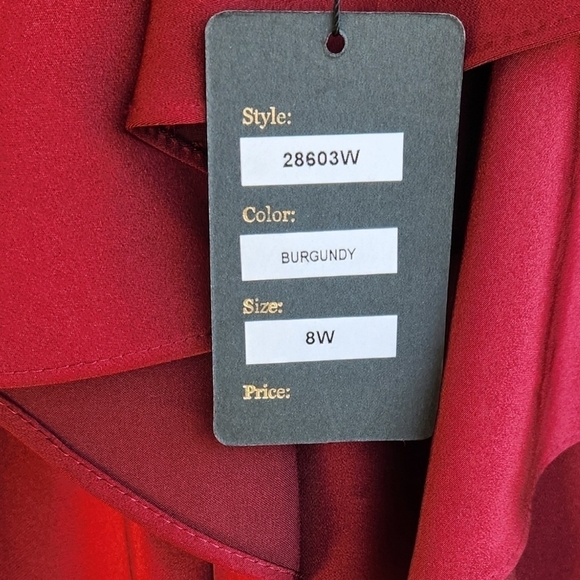 Style:
28603W
Color:
BURGUNDY
Size:
8W
Price: